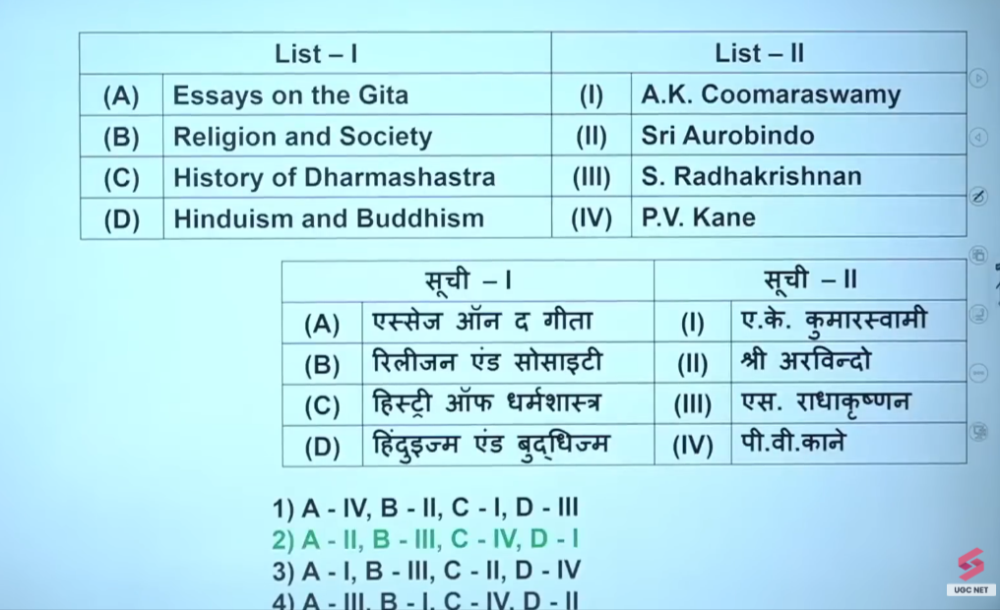 List – I List – II
(A) Essays on the Gita (I) A.K. Coomaraswamy
(B) Religion and Society (II) Sri Aurobindo
(C) History of Dharmashastra (III) S. Radhakrishnan
(D) Hinduism and Buddhism (IV) P.V. Kane
सूची – I सूची – II
(A) एस्सेज ऑन द गीता (I) ए.के. कुमारस्वामी
(B) रिलीजन एंड सोसाइटी (II) श्री अरविन्दो
(C) हिस्ट्री ऑफ धर्मशास्त्र (III) एस. राधाकृष्णन
(D) हिंदुइज्म एंड बुद्धिज्म (IV) पी.वी.काने
1) A - IV, B - II, C - I, D - III
2) A - II, B - III, C - IV, D - I
3) A - I, B - III, C - II, D - IV
4) A - III, B - I, C - IV, D - II
UGC NET